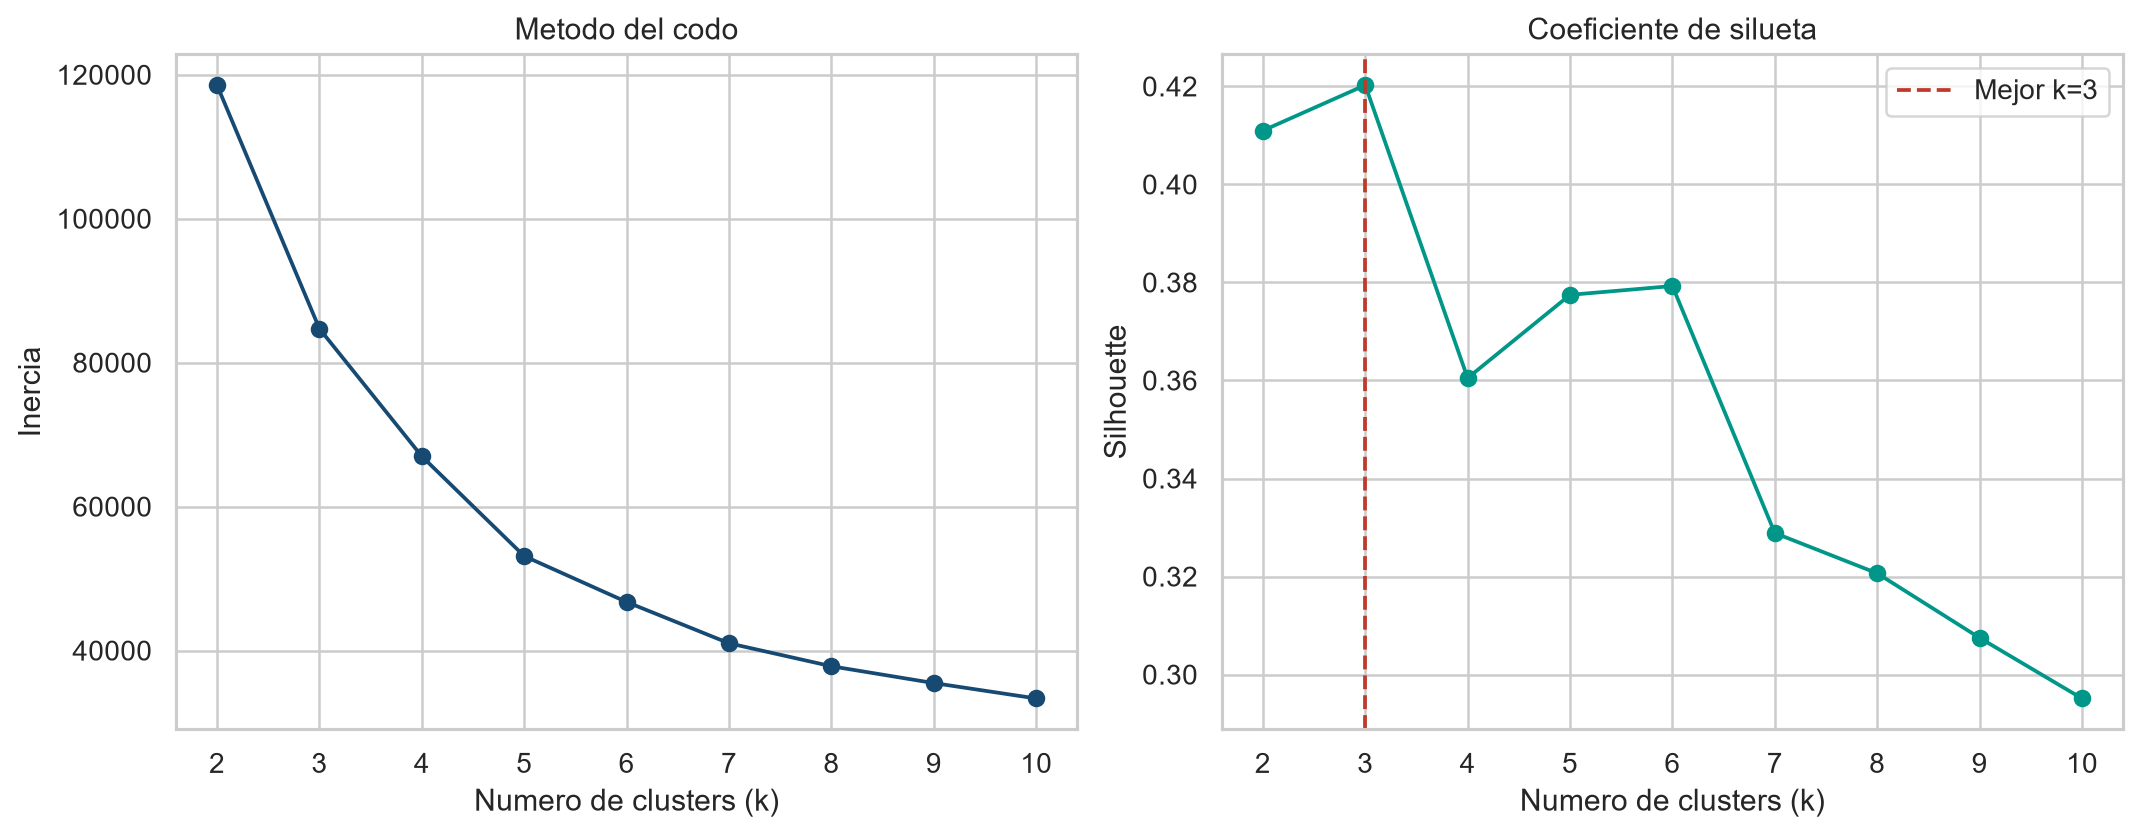 Metodo del codo
120000
100000
80000
60000
40000
Inercia
2 3 4 5 6 7 8 9 10
Numero de clusters (k)
Coeficiente de silueta
Mejor k=3
0.42
0.40
0.38
0.36
0.34
0.32
0.30
Silhouette
2 3 4 5 6 7 8 9 10
Numero de clusters (k)